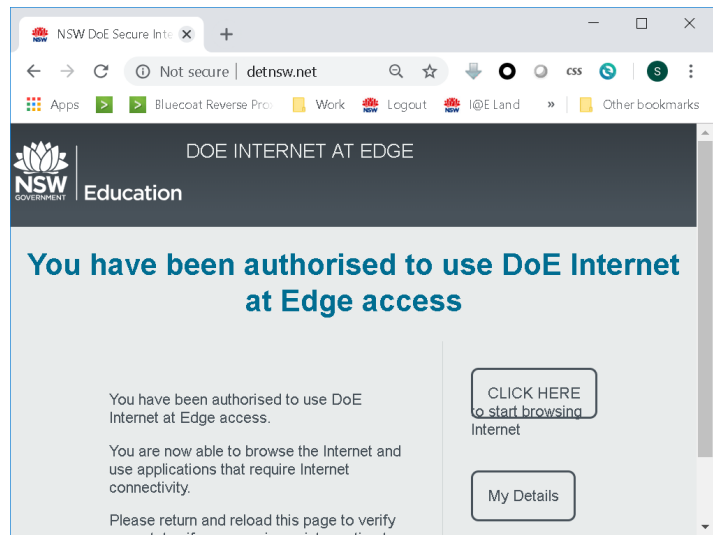 NSW DoE Secure Inte
Not secure | detnsw.net
css
S
Apps
Bluecoat Reverse Pro
Work
Logout
I@E Land
»
Other bookmarks
DOE INTERNET AT EDGE
NSW
GOVERNMENT
Education
You have been authorised to use DoE Internet
at Edge access
You have been authorised to use DoE
Internet at Edge access.
You are now able to browse the Internet and
use applications that require Internet
connectivity.
Please return and reload this page to verify
CLICK HERE
to start browsing
Internet
My Details